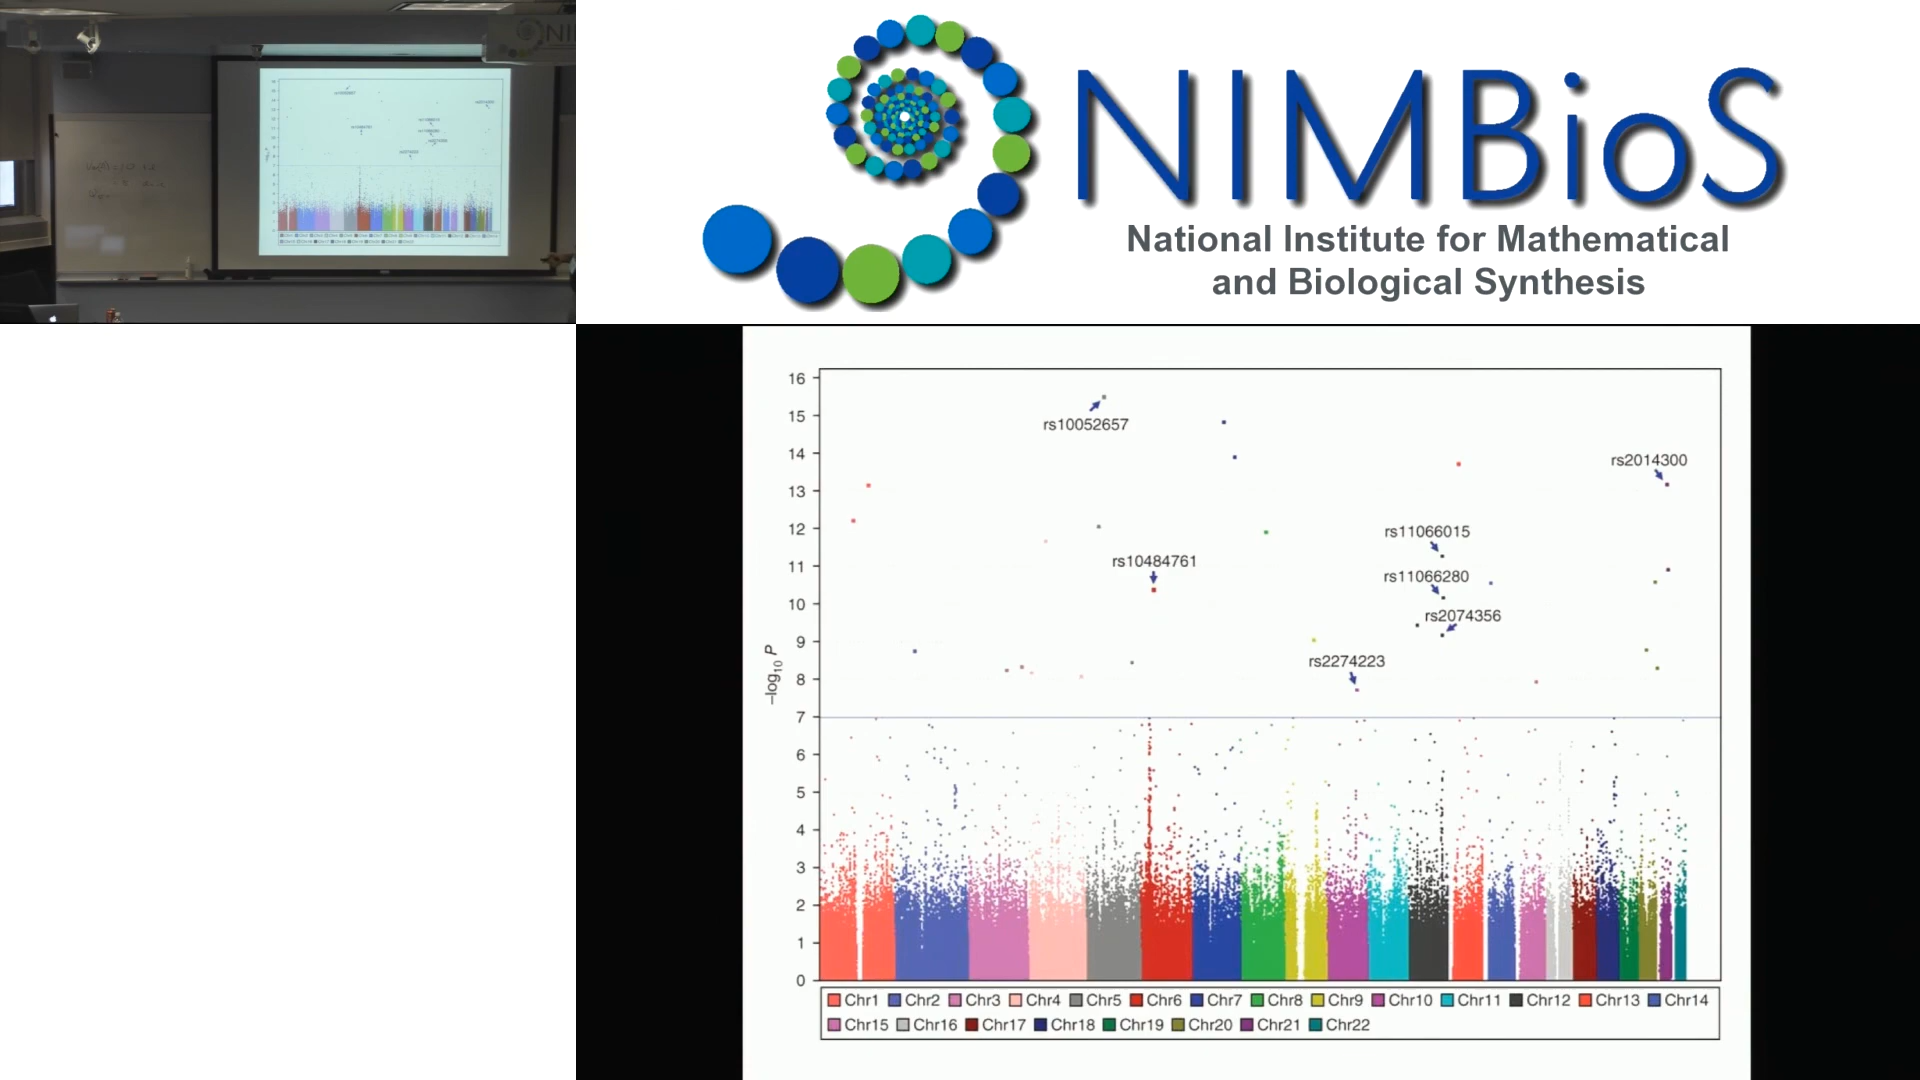 NIMBioS
National Institute for Mathematical
and Biological Synthesis
NI
16
15
14
13
12
11
10
9
8
7
6
5
4
3
2
1
0
–log10 P
rs10052657
rs2014300
rs11066015
rs10484761
rs11066280
rs2074356
rs2274223
Chr1 Chr2 Chr3 Chr4 Chr5 Chr6 Chr7 Chr8 Chr9 Chr10 Chr11 Chr12 Chr13 Chr14
Chr15 Chr16 Chr17 Chr18 Chr19 Chr20 Chr21 Chr22